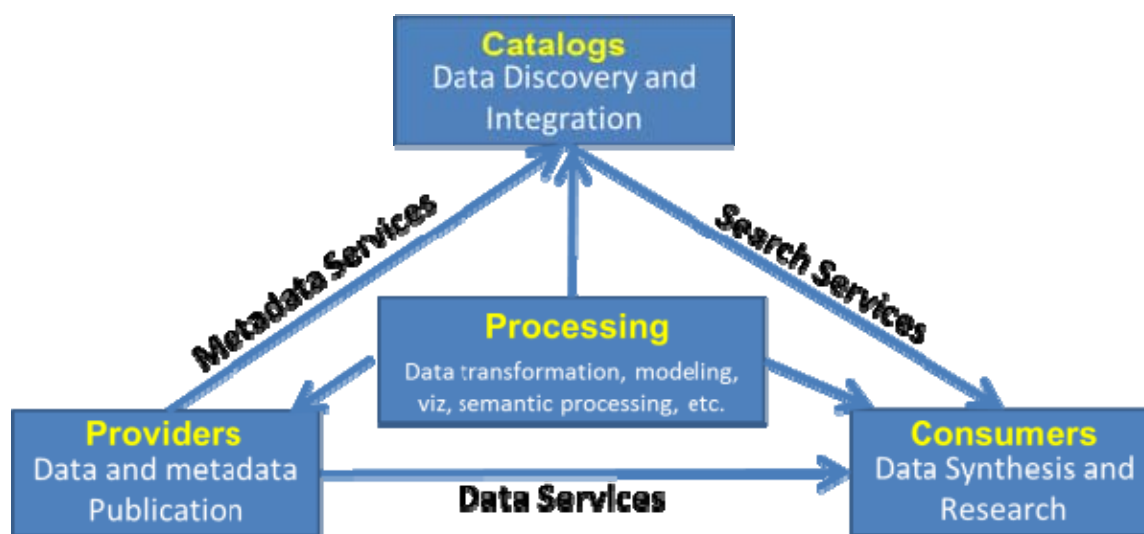 Catalogs
Data Discovery and
Integration
Metadata Services
Search Services
Processing
Data transformation, modeling,
viz, semantic processing, etc.
Providers
Data and metadata
Publication
Data Services
Consumers
Data Synthesis and
Research